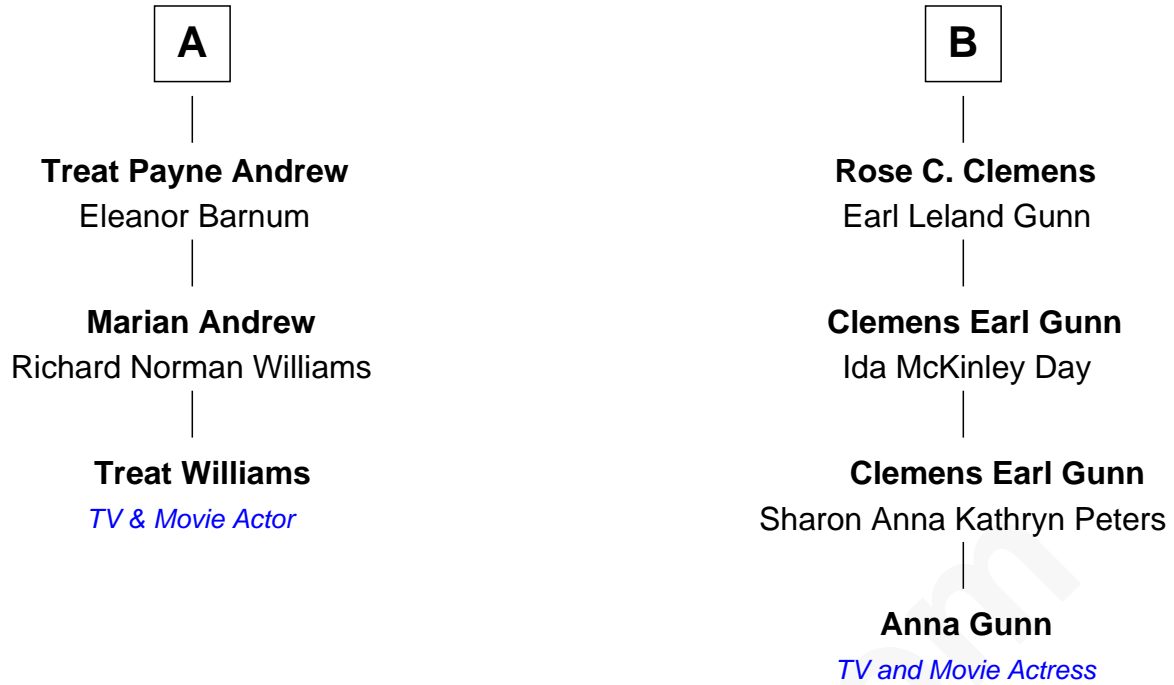 A
Treat Payne Andrew
Eleanor Barnum
Marian Andrew
Richard Norman Williams
Treat Williams
TV & Movie Actor
B
Rose C. Clemens
Earl Leland Gunn
Clemens Earl Gunn
Ida McKinley Day
Clemens Earl Gunn
Sharon Anna Kathryn Peters
Anna Gunn
TV and Movie Actress